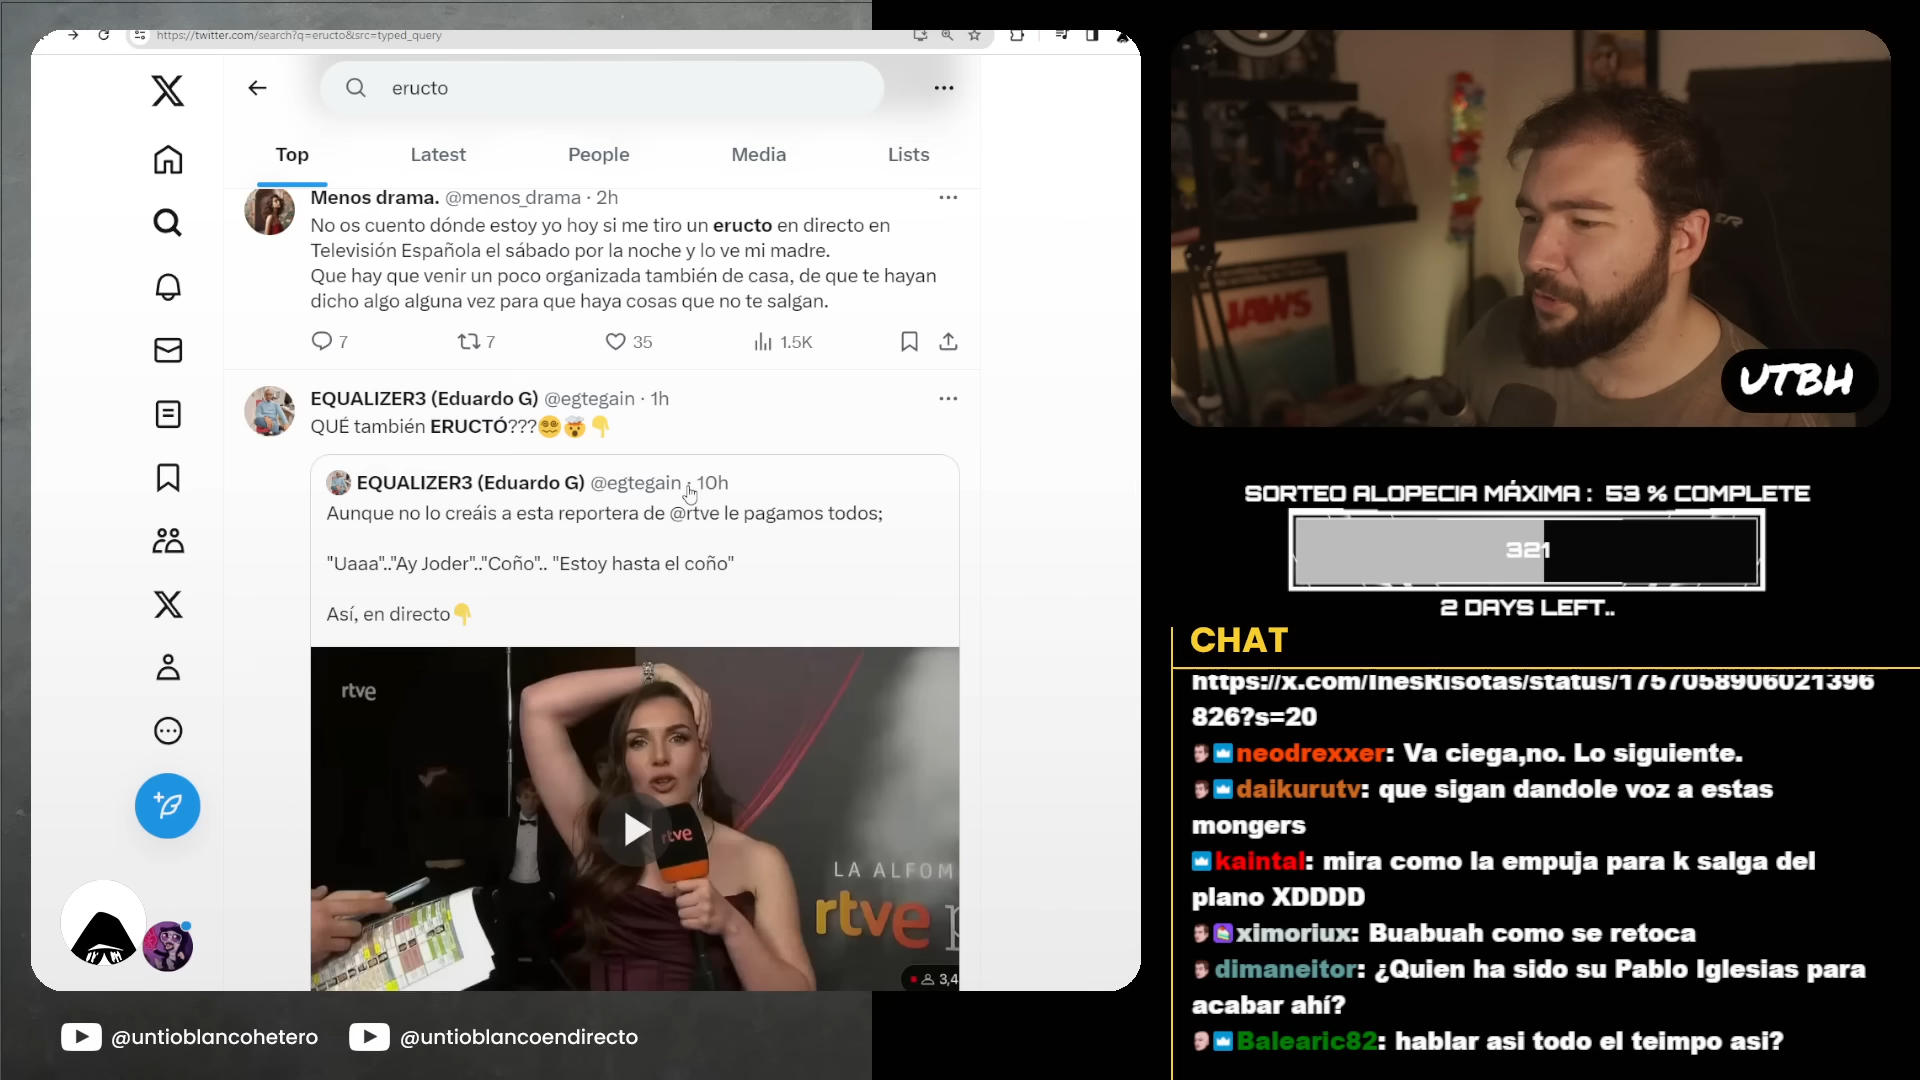 https://twitter.com/search?q=eructo&src=typed_query
eructo
Top
Latest
People
Media
Lists
Menos drama. @menos_drama · 2h
No os cuento dónde estoy yo hoy si me tiro un eructo en directo en
Televisión Española el sábado por la noche y lo ve mi madre.
Que hay que venir un poco organizada también de casa, de que te hayan
dicho algo alguna vez para que haya cosas que no te salgan.
7
7
35
1.5K
EQUALIZER3 (Eduardo G) @egtegain · 1h
QUÉ también ERUCTÓ???😵‍💫🤯👇
EQUALIZER3 (Eduardo G) @egtegain · 10h
Aunque no lo creáis a esta reportera de @rtve le pagamos todos;
"Uaaa".."Ay Joder".."Coño".. "Estoy hasta el coño"
Así, en directo👇
rtve
rtve
LA ALFOM
rtve p
3,4
@untioblancohetero
@untioblancoendirecto
JAWS
UTBH
SORTEO ALOPECIA MÁXIMA : 53 % COMPLETE
321
2 DAYS LEFT..
CHAT
https://x.com/InesRisotas/status/1757058906021396
826?s=20
neodrexxer: Va ciega,no. Lo siguiente.
daikurutv: que sigan dandole voz a estas
mongers
kaintal: mira como la empuja para k salga del
plano XDDDD
ximoriux: Buabuah como se retoca
dimaneitor: ¿Quien ha sido su Pablo Iglesias para
acabar ahí?
Balearic82: hablar asi todo el teimpo asi?